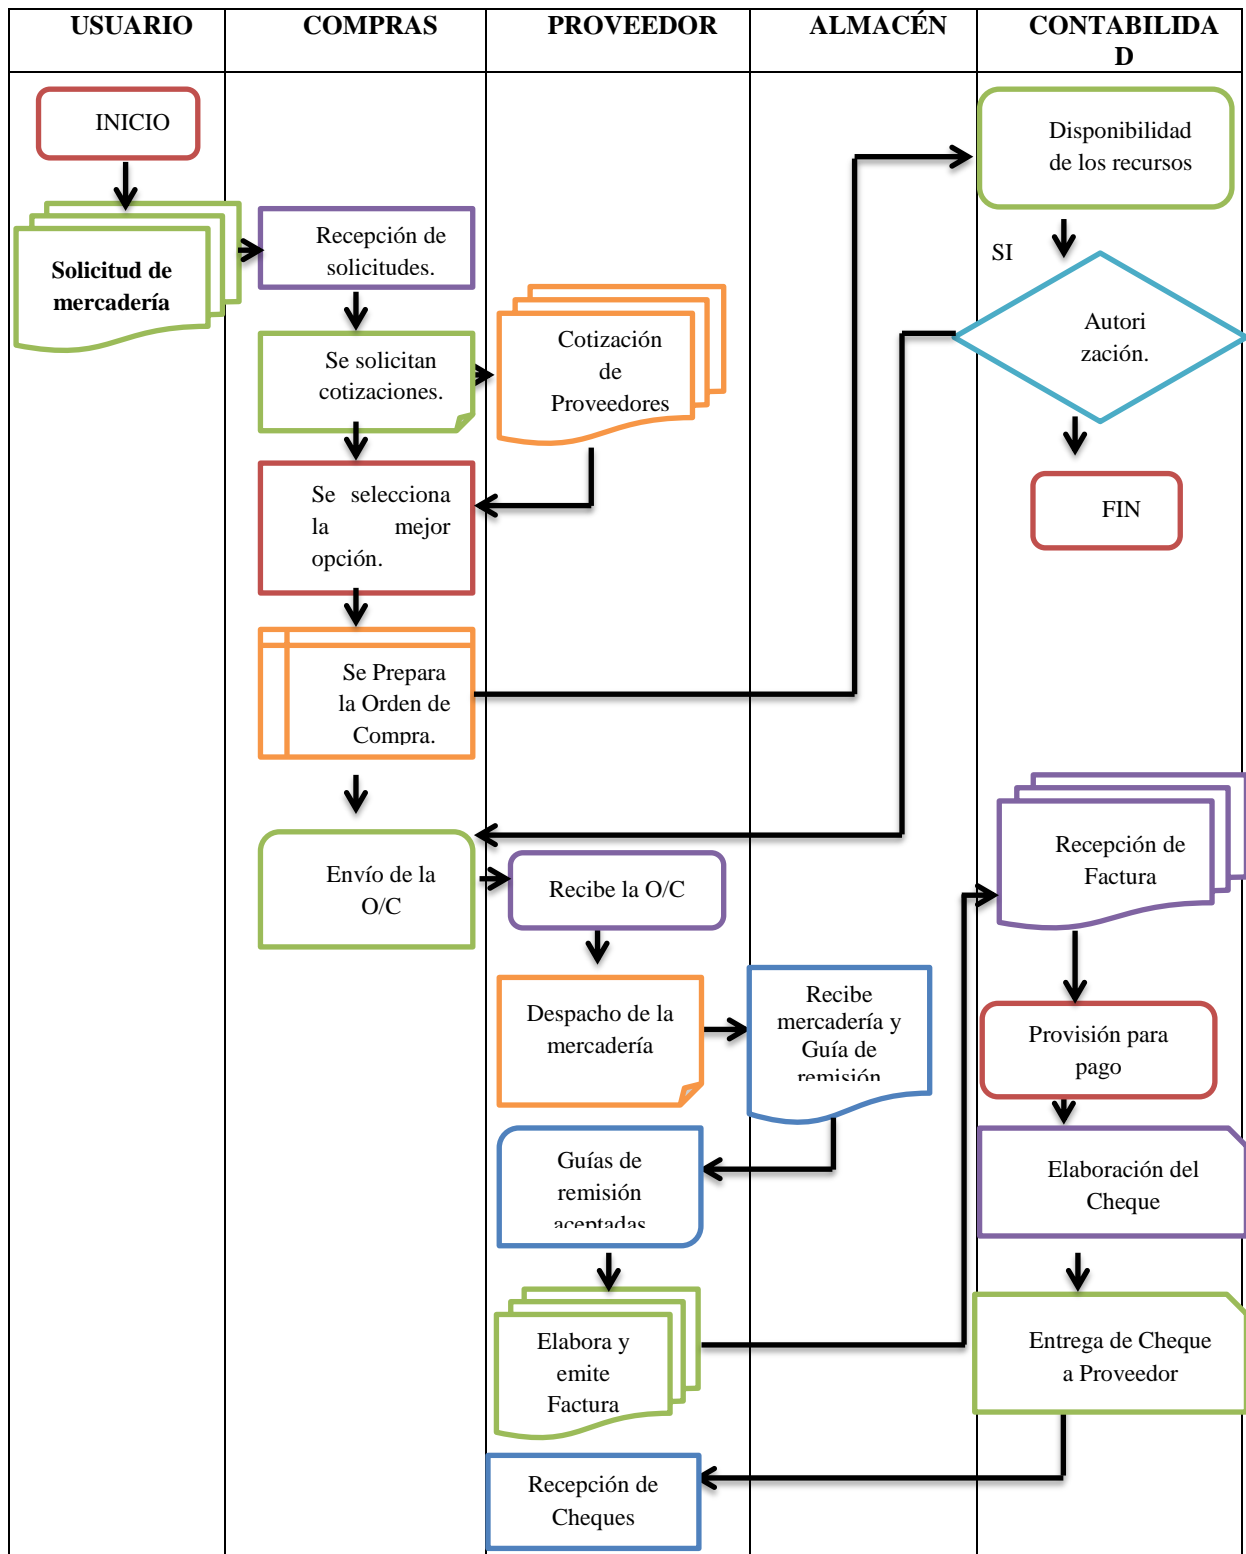 USUARIO
COMPRAS
PROVEEDOR
ALMACÉN
CONTABILIDA
D
INICIO
Disponibilidad
de los recursos
Solicitud de
mercadería
Recepción de
solicitudes.
SI
Autori
zación.
Se solicitan
cotizaciones.
Cotización
de
Proveedores
Se selecciona
la mejor
opción.
FIN
Se Prepara
la Orden de
Compra.
Envío de la
O/C
Recibe la O/C
Recepción de
Factura
Despacho de la
mercadería
Recibe
mercadería y
Guía de
remisión
Provisión para
pago
Guías de
remisión
aceptadas
Elaboración del
Cheque
Elabora y
emite
Factura
Entrega de Cheque
a Proveedor
Recepción de
Cheques